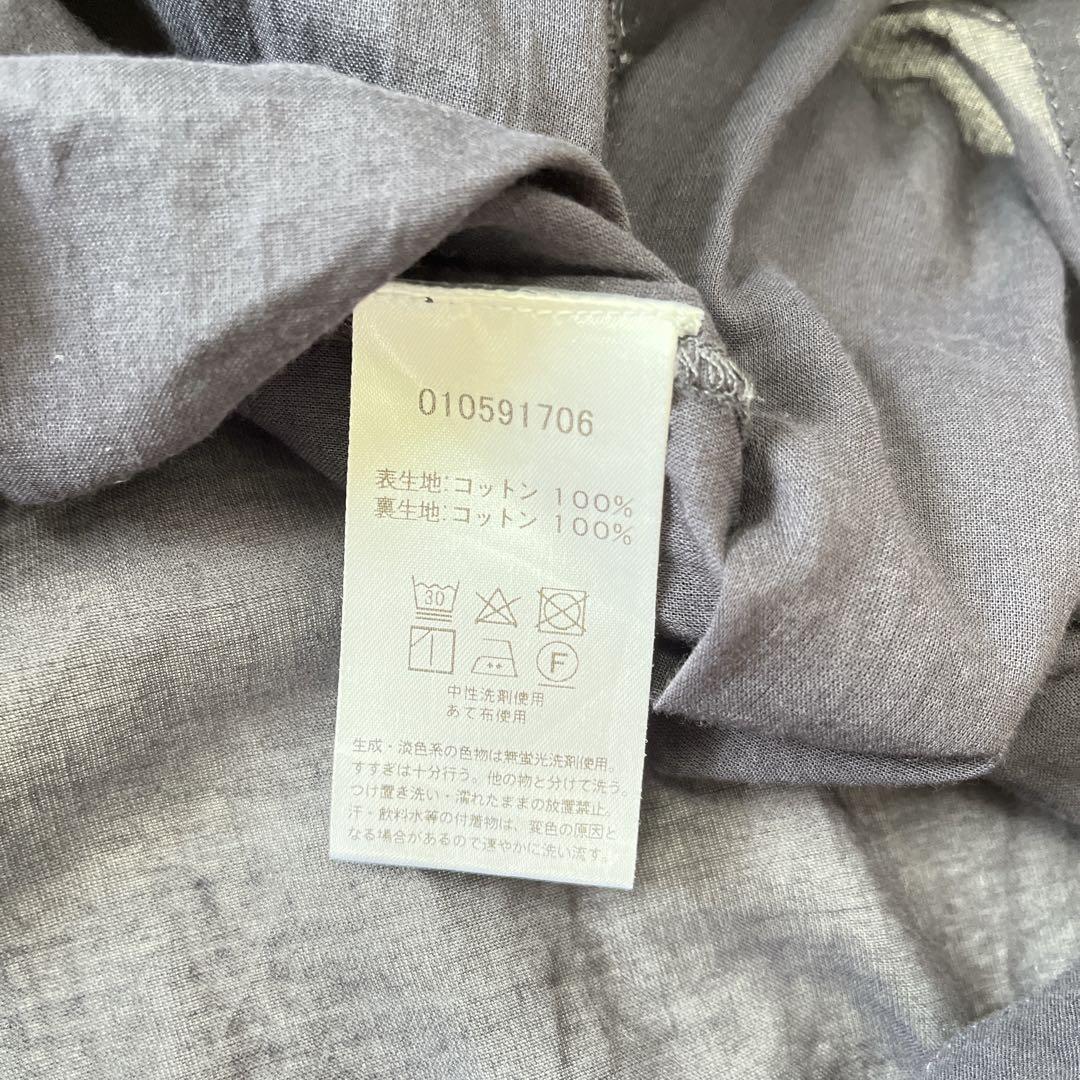 010591706
表生地:コットン 100%
裏生地:コットン 100%
30
F
中性洗剤使用
あて布使用
生成・淡色系の色物は無蛍光洗剤使用。
すすぎは十分行う。他の物と分けて洗う。
つけ置き洗い・濡れたままの放置禁止。
汗・飲料水等の付着物は、変色の原因と
なる場合があるので速やかに洗い流す。